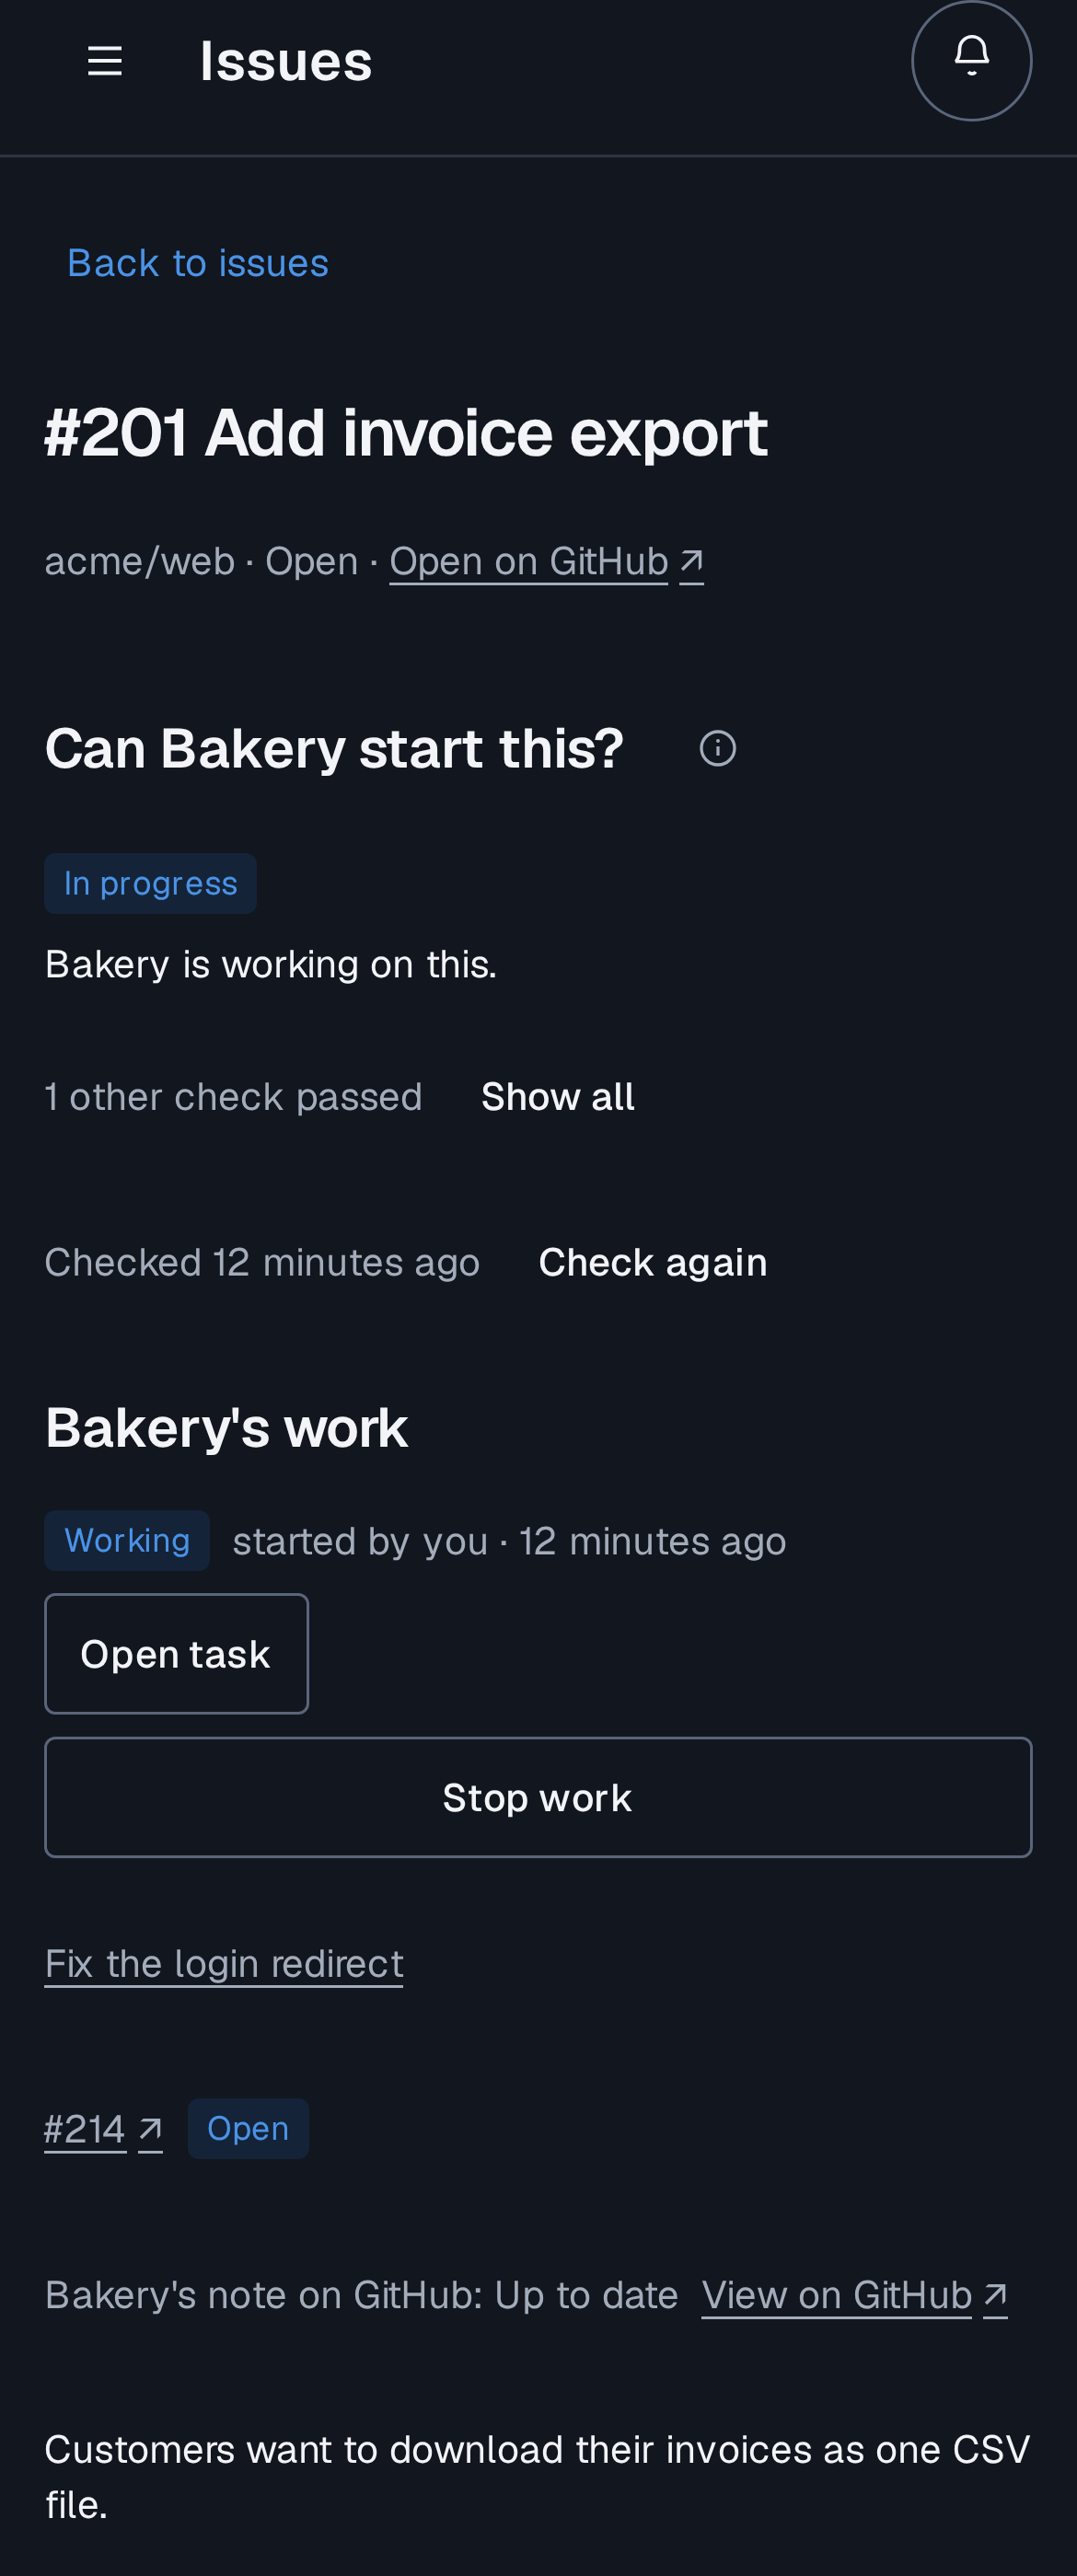 Issues
Back to issues
#201 Add invoice export
acme/web · Open · Open on GitHub ↗
Can Bakery start this?
In progress
Bakery is working on this.
1 other check passed Show all
Checked 12 minutes ago Check again
Bakery's work
Working started by you · 12 minutes ago
Open task
Stop work
Fix the login redirect
#214 ↗ Open
Bakery's note on GitHub: Up to date View on GitHub ↗
Customers want to download their invoices as one CSV
file.